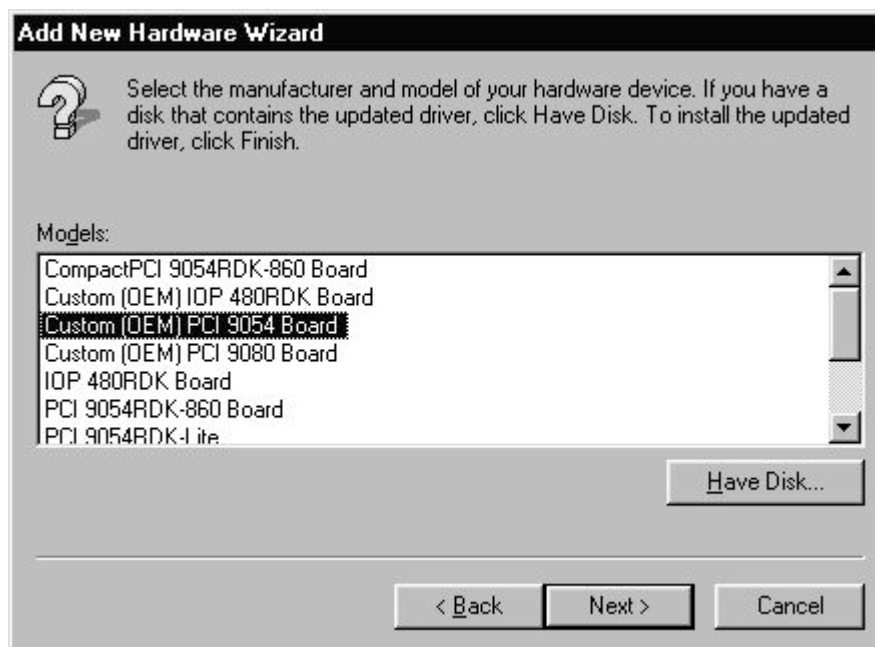 Add New Hardware Wizard
Select the manufacturer and model of your hardware device. If you have a
disk that contains the updated driver, click Have Disk. To install the updated
driver, click Finish.
Models:
CompactPCI 9054RDK-860 Board
Custom (OEM) IOP 480RDK Board
Custom (OEM) PCI 9054 Board
Custom (OEM) PCI 9080 Board
IOP 480RDK Board
PCI 9054RDK-860 Board
PCI 9054RDK-Lite
Have Disk...
< Back Next > Cancel